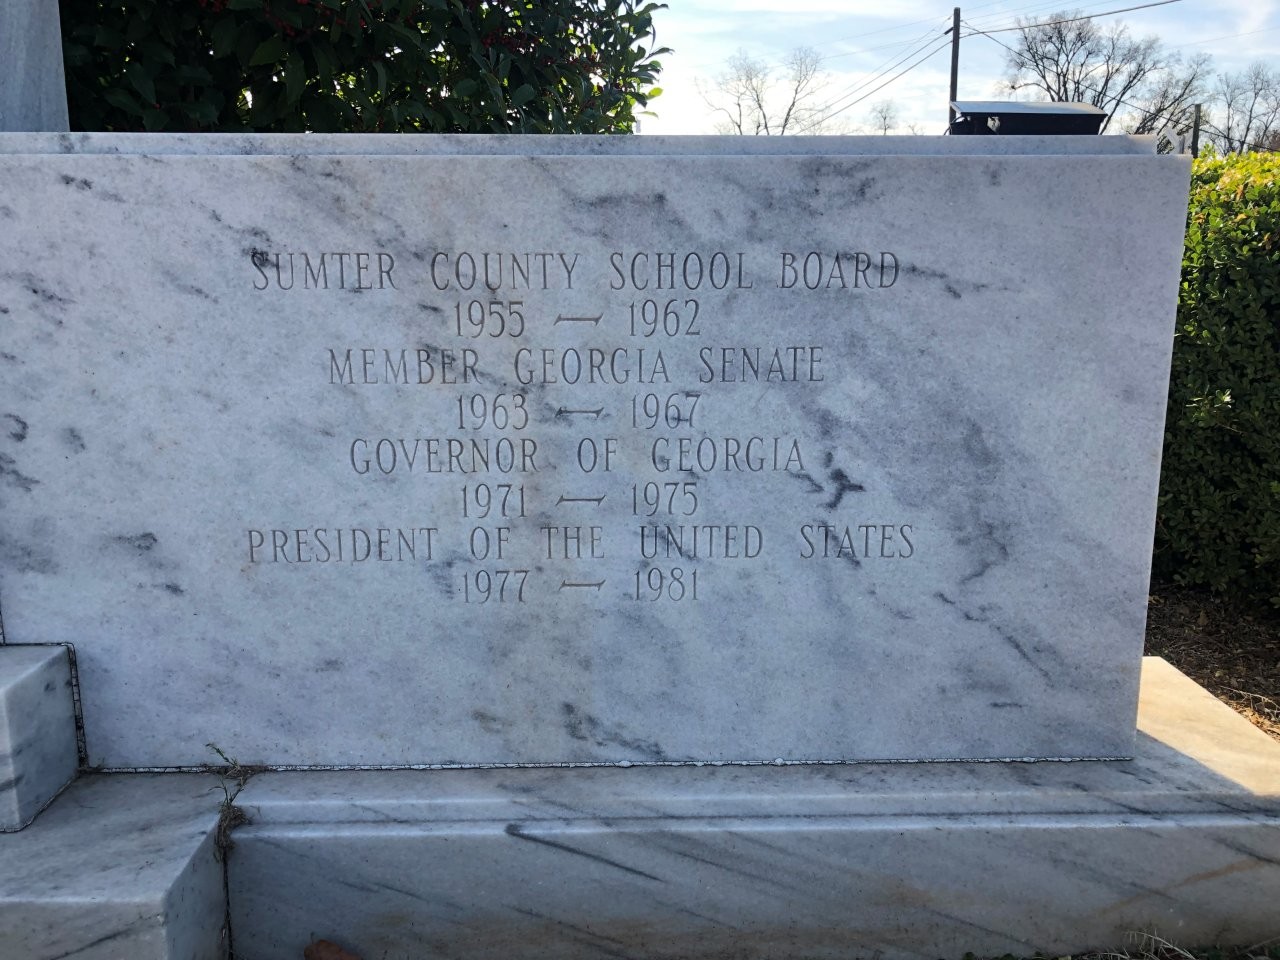 SUMTER COUNTY SCHOOL BOARD
1955 — 1962
MEMBER GEORGIA SENATE
1963 — 1967
GOVERNOR OF GEORGIA
1971 — 1975
PRESIDENT OF THE UNITED STATES
1977 — 1981